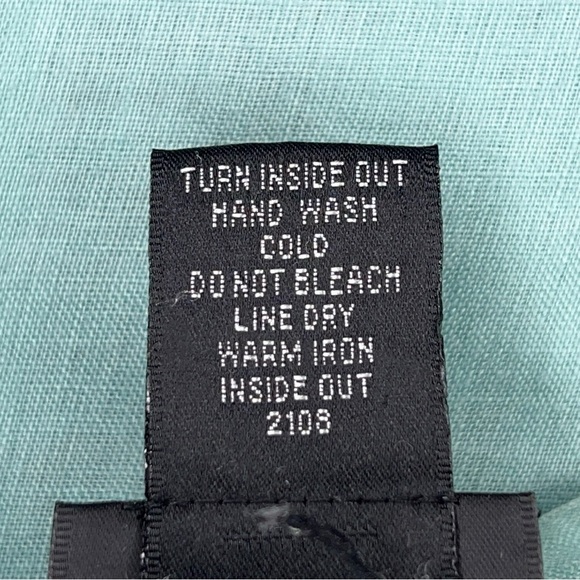 TURN INSIDE OUT
HAND WASH
COLD
DO NOT BLEACH
LINE DRY
WARM IRON
INSIDE OUT
2108